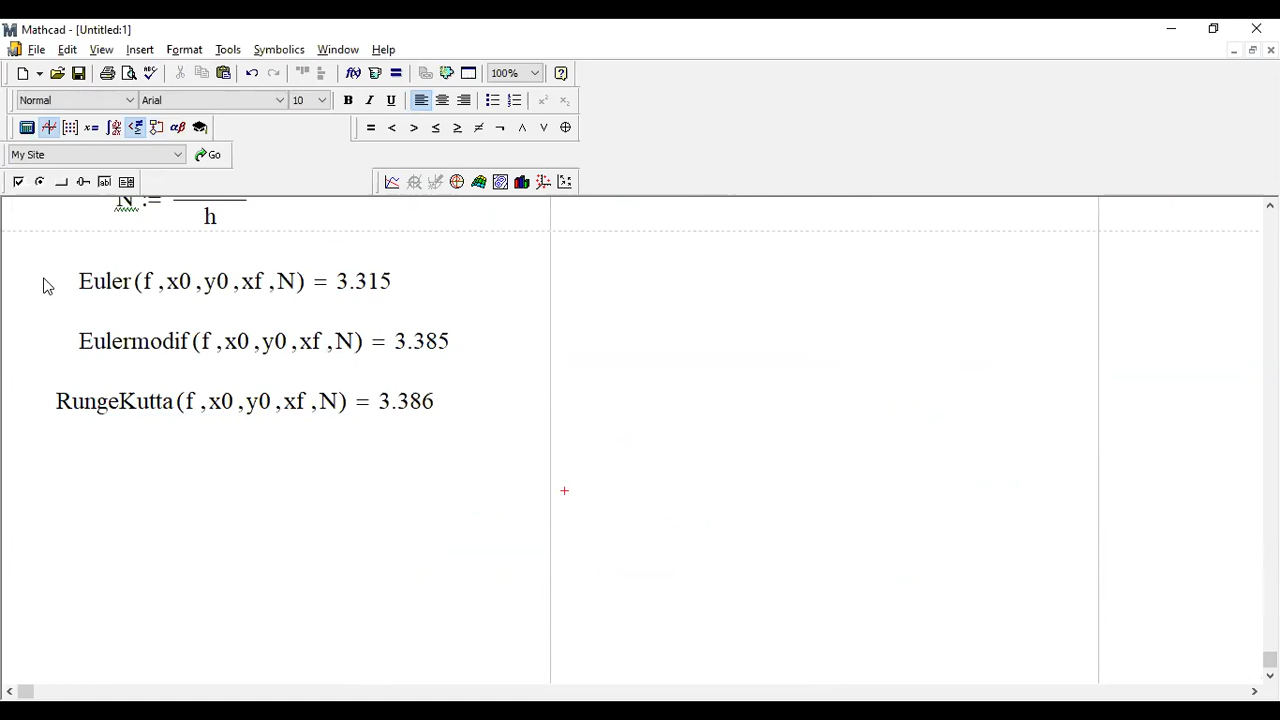 Mathcad - [Untitled:1]
File Edit View Insert Format Tools Symbolics Window Help
100%
Normal Arial 10 B I U
My Site Go
N :=
h
Euler(f ,x0 ,y0 ,xf ,N) = 3.315
Eulermodif(f ,x0 ,y0 ,xf ,N) = 3.385
RungeKutta(f ,x0 ,y0 ,xf ,N) = 3.386